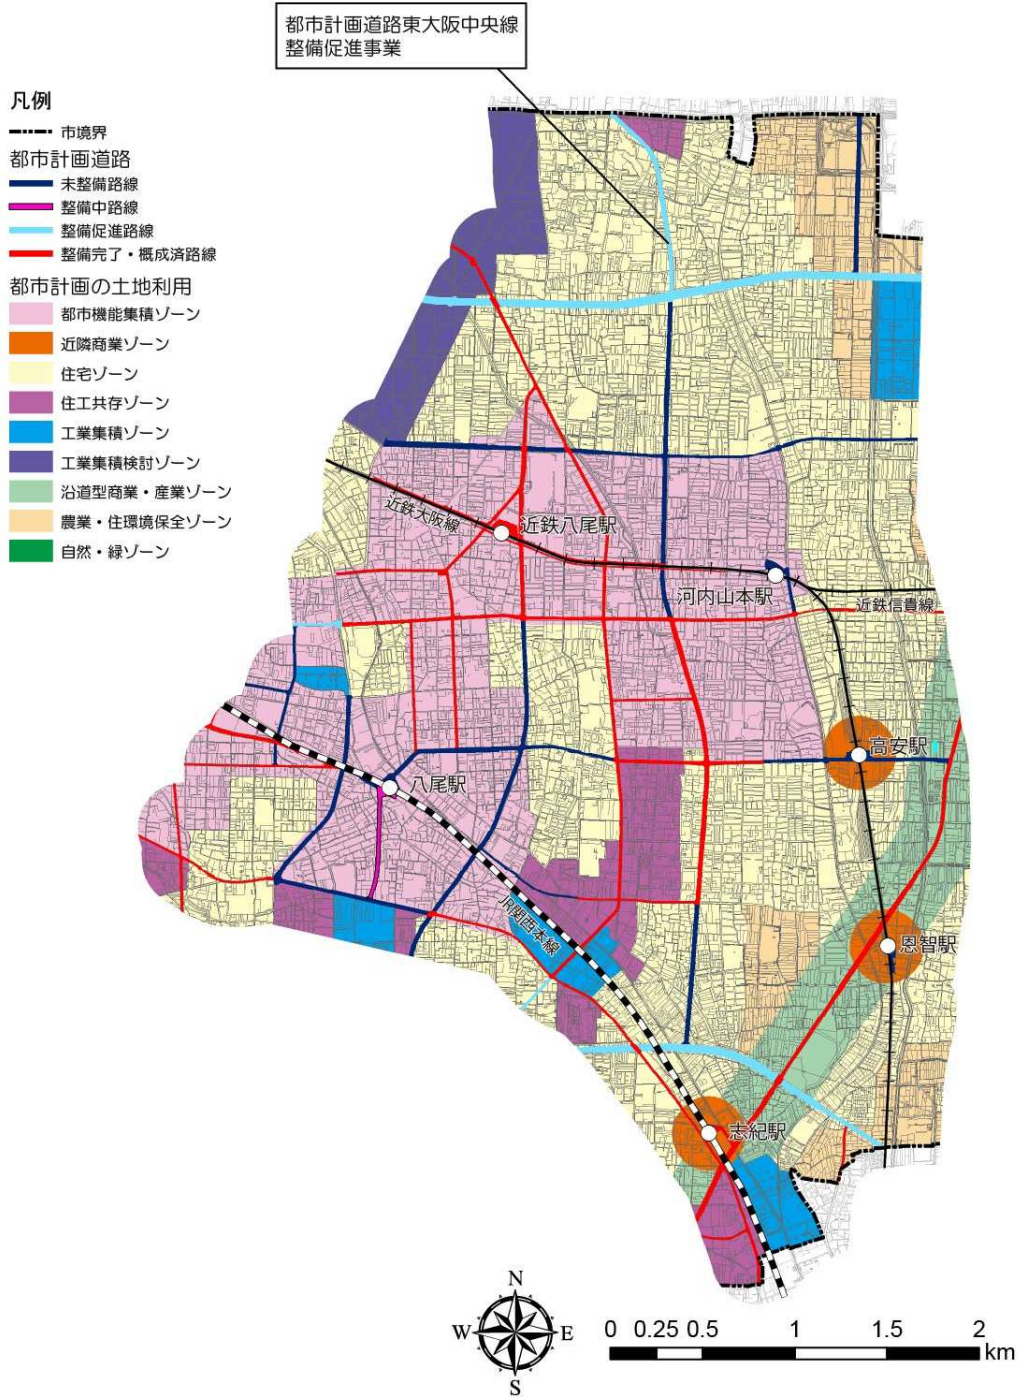 都市計画道路東大阪中央線
整備促進事業
凡例
市境界
都市計画道路
未整備路線
整備中路線
整備促進路線
整備完了・概成済路線
都市計画の土地利用
都市機能集積ゾーン
近隣商業ゾーン
住宅ゾーン
住工共存ゾーン
工業集積ゾーン
工業集積検討ゾーン
沿道型商業・産業ゾーン
農業・住環境保全ゾーン
自然・緑ゾーン
近鉄大阪線
近鉄八尾駅
河内山本駅
近鉄信貴線
高安駅
八尾駅
JR関西本線
恩智駅
志紀駅
N
W
E
S
0 0.25 0.5 1 1.5 2
km